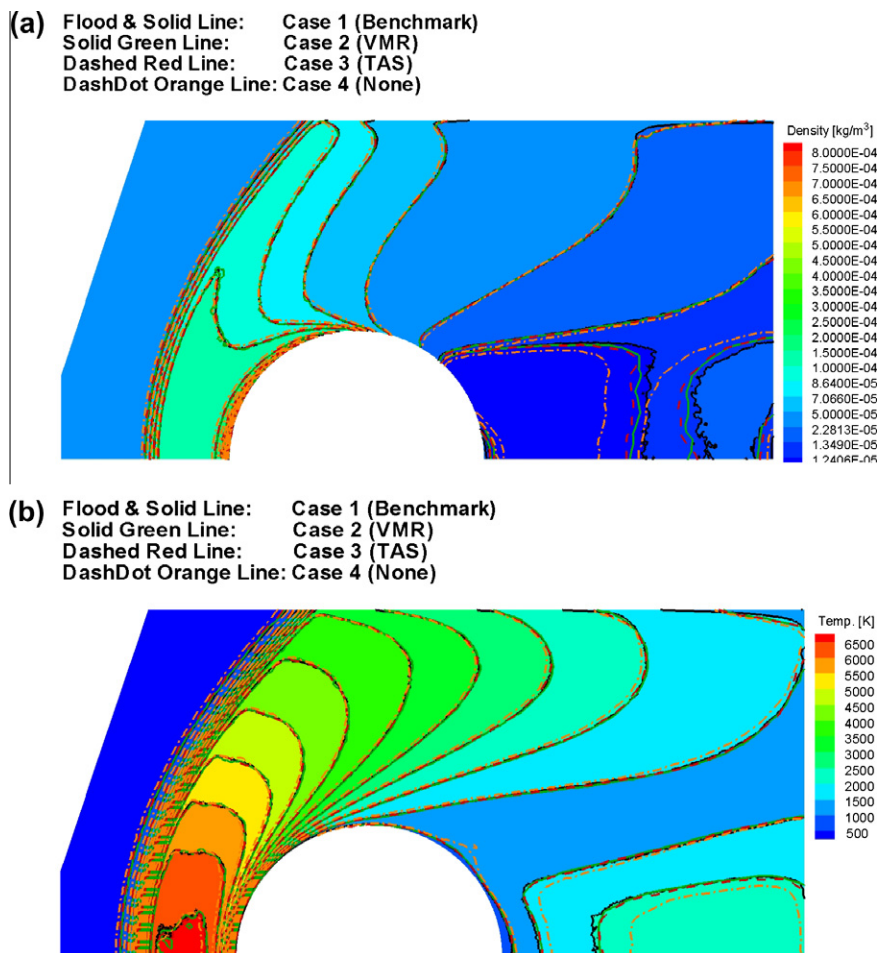 (a) Flood & Solid Line: Case 1 (Benchmark)
Solid Green Line: Case 2 (VMR)
Dashed Red Line: Case 3 (TAS)
DashDot Orange Line: Case 4 (None)
Density [kg/m³]
8.0000E-04
7.5000E-04
7.0000E-04
6.5000E-04
6.0000E-04
5.5000E-04
5.0000E-04
4.5000E-04
4.0000E-04
3.5000E-04
3.0000E-04
2.5000E-04
2.0000E-04
1.5000E-04
1.0000E-04
8.6400E-05
7.0660E-05
5.0000E-05
2.2813E-05
1.3490E-05
1.2406E-05
(b) Flood & Solid Line: Case 1 (Benchmark)
Solid Green Line: Case 2 (VMR)
Dashed Red Line: Case 3 (TAS)
DashDot Orange Line: Case 4 (None)
Temp. [K]
6500
6000
5500
5000
4500
4000
3500
3000
2500
2000
1500
1000
500